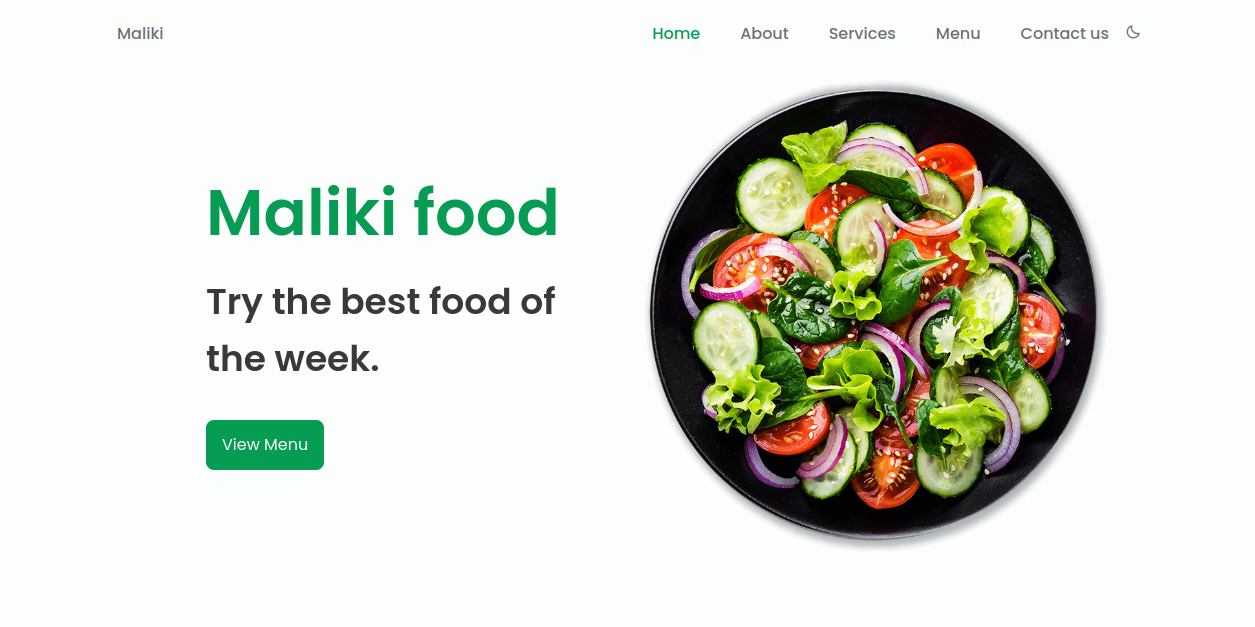 Maliki
Home About Services Menu Contact us
Maliki food
Try the best food of
the week.
View Menu